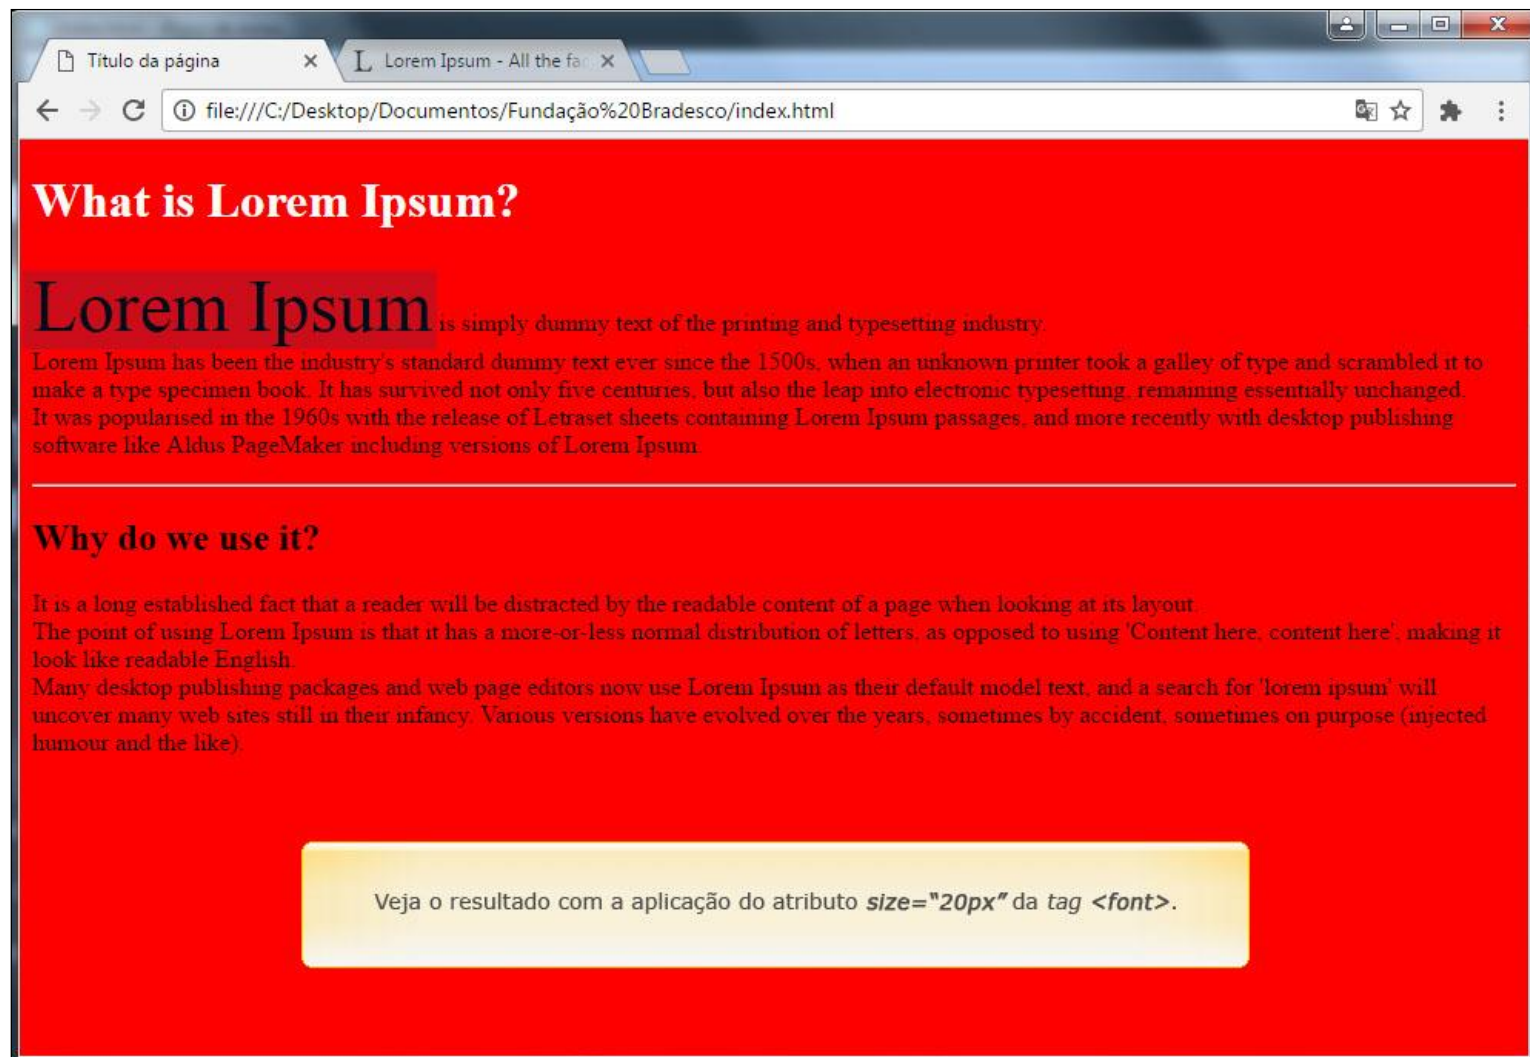 Título da página
Lorem Ipsum - All the fac
file:///C:/Desktop/Documentos/Fundação%20Bradesco/index.html
What is Lorem Ipsum?
Lorem Ipsum is simply dummy text of the printing and typesetting industry.
Lorem Ipsum has been the industry's standard dummy text ever since the 1500s, when an unknown printer took a galley of type and scrambled it to
make a type specimen book. It has survived not only five centuries, but also the leap into electronic typesetting, remaining essentially unchanged.
It was popularised in the 1960s with the release of Letraset sheets containing Lorem Ipsum passages, and more recently with desktop publishing
software like Aldus PageMaker including versions of Lorem Ipsum.
Why do we use it?
It is a long established fact that a reader will be distracted by the readable content of a page when looking at its layout.
The point of using Lorem Ipsum is that it has a more-or-less normal distribution of letters, as opposed to using 'Content here, content here', making it
look like readable English.
Many desktop publishing packages and web page editors now use Lorem Ipsum as their default model text, and a search for 'lorem ipsum' will
uncover many web sites still in their infancy. Various versions have evolved over the years, sometimes by accident, sometimes on purpose (injected
humour and the like).
Veja o resultado com a aplicação do atributo size="20px" da tag <font>.